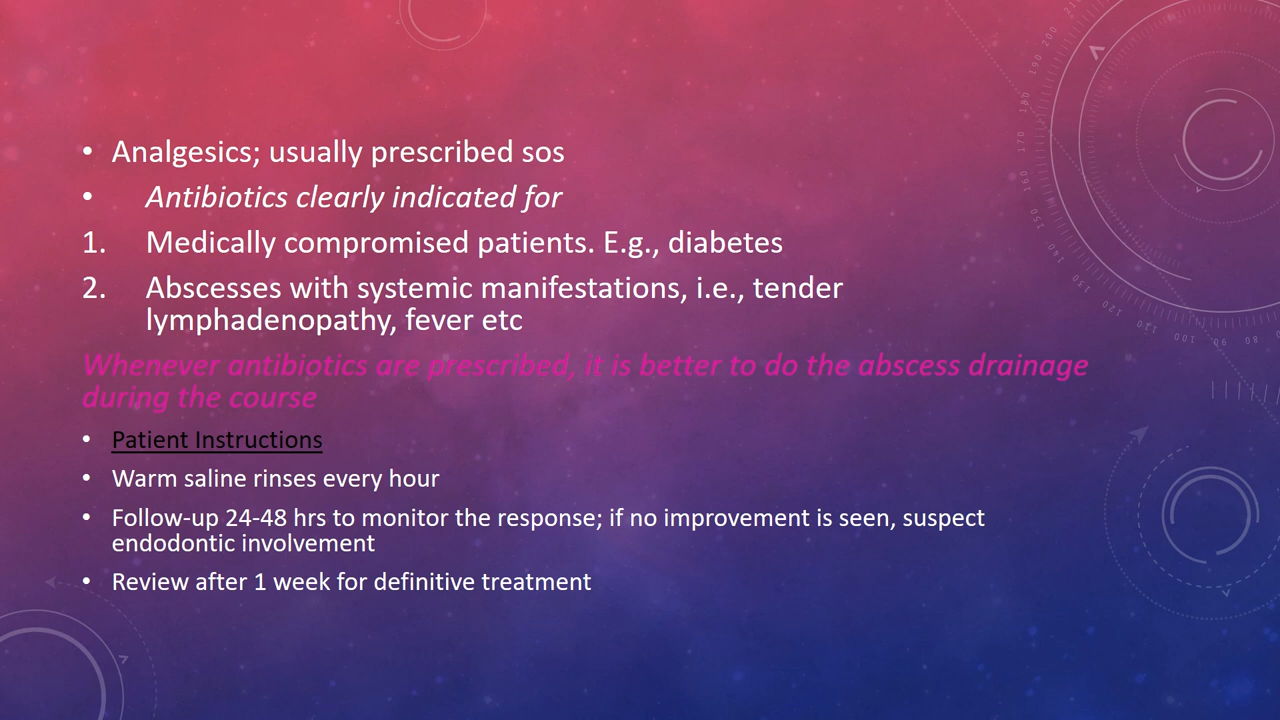 • Analgesics; usually prescribed sos
• Antibiotics clearly indicated for
1. Medically compromised patients. E.g., diabetes
2. Abscesses with systemic manifestations, i.e., tender
lymphadenopathy, fever etc
Whenever antibiotics are prescribed, it is better to do the abscess drainage
during the course
• Patient Instructions
• Warm saline rinses every hour
• Follow-up 24-48 hrs to monitor the response; if no improvement is seen, suspect
endodontic involvement
• Review after 1 week for definitive treatment